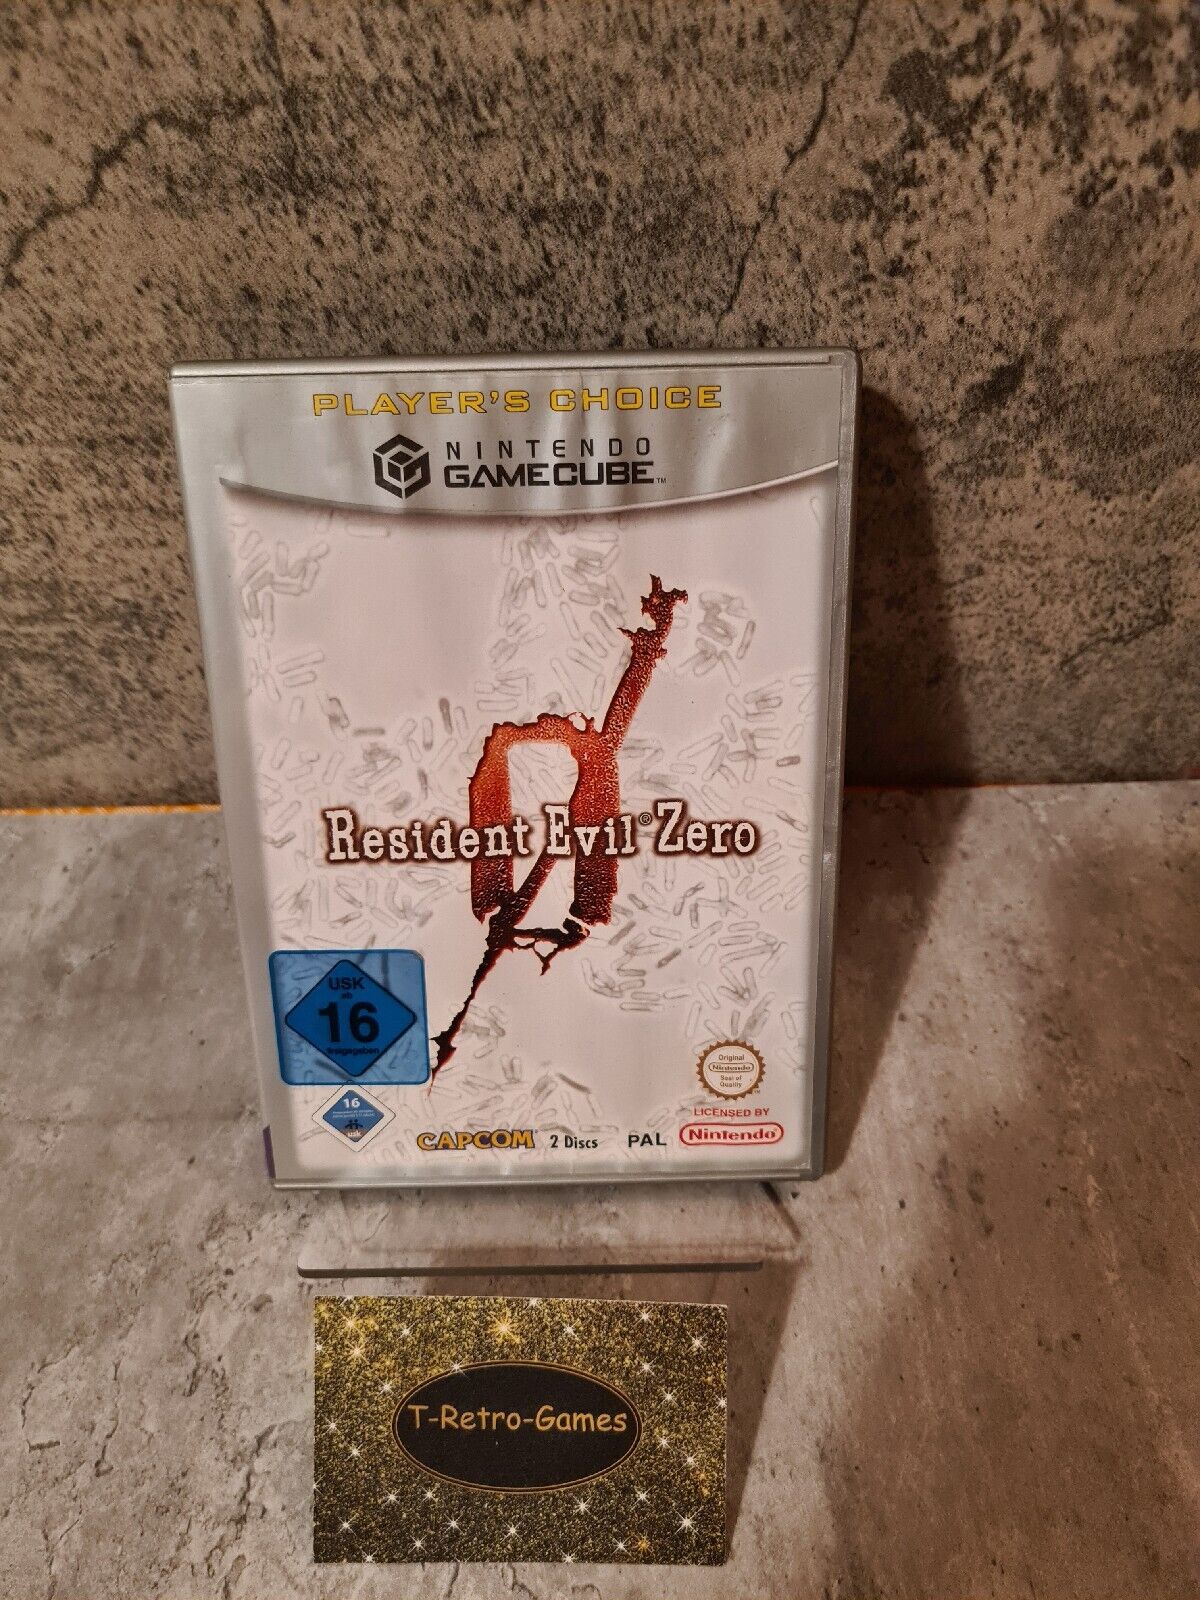 PLAYER'S CHOICE
NINTENDO
GAMECUBE™
Resident Evil® Zero
USK
ab
16
freigegeben
16
Original
Nintendo
Seal of
Quality
LICENSED BY
Nintendo®
CAPCOM® 2 Discs PAL
T-Retro-Games